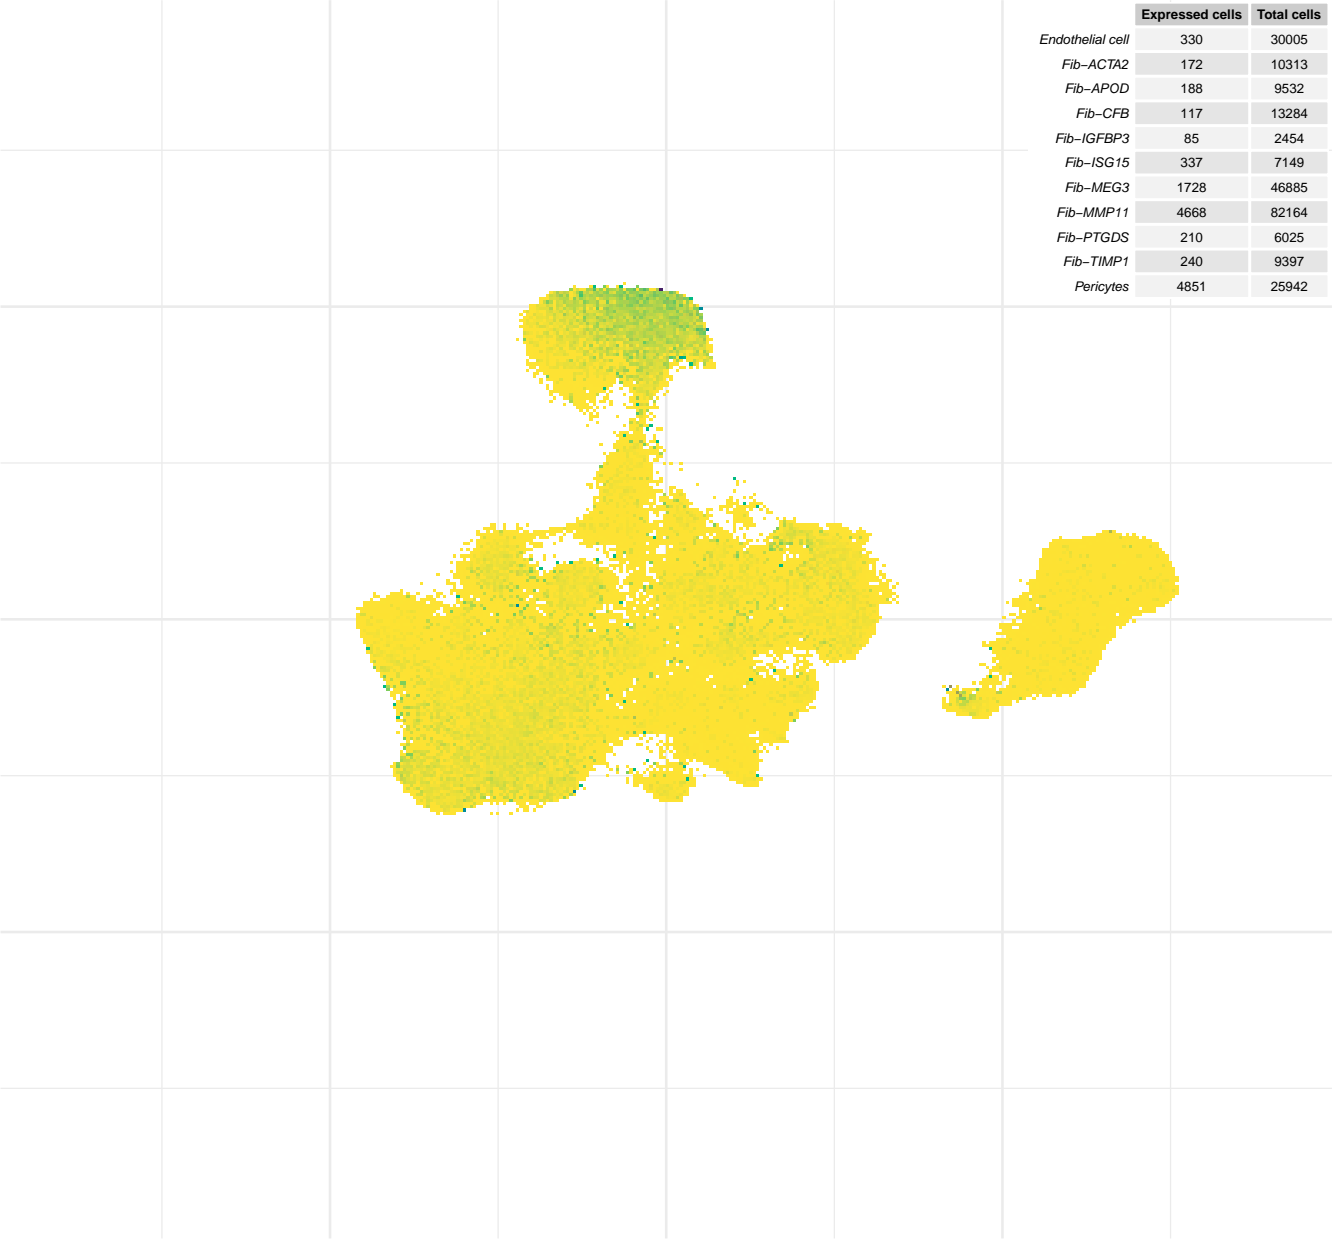 Expressed cells Total cells
Endothelial cell 330 30005
Fib−ACTA2 172 10313
Fib−APOD 188 9532
Fib−CFB 117 13284
Fib−IGFBP3 85 2454
Fib−ISG15 337 7149
Fib−MEG3 1728 46885
Fib−MMP11 4668 82164
Fib−PTGDS 210 6025
Fib−TIMP1 240 9397
Pericytes 4851 25942